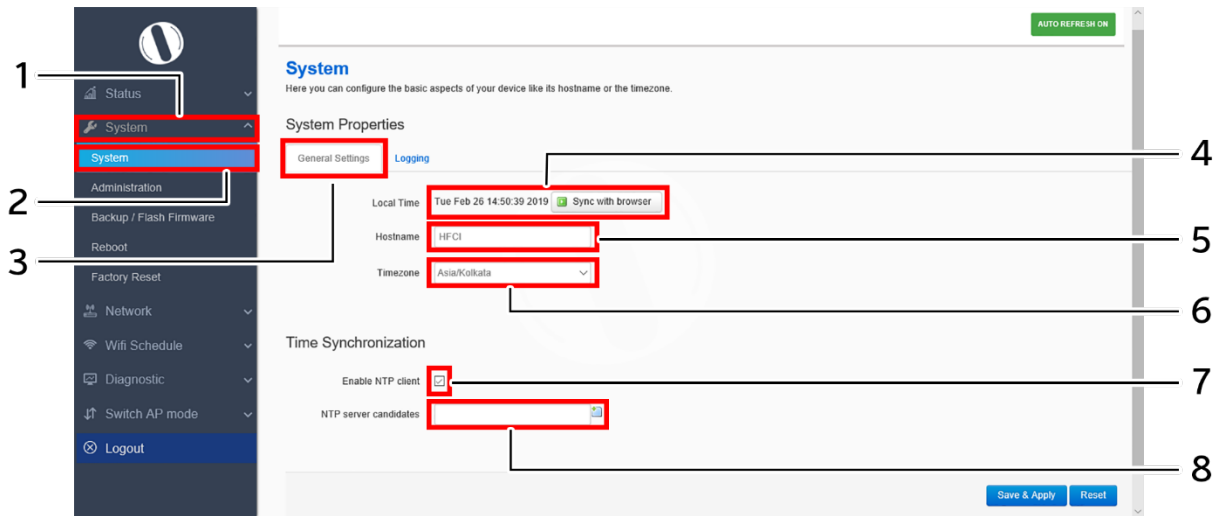 AUTO REFRESH ON
1
Status
System
System
2
Administration
Backup / Flash Firmware
3
Reboot
Factory Reset
Network
Wifi Schedule
Diagnostic
Switch AP mode
Logout
System
Here you can configure the basic aspects of your device like its hostname or the timezone.
System Properties
General Settings Logging
4
Local Time Tue Feb 26 14:50:39 2019 Sync with browser
Hostname HFCI
5
Timezone Asia/Kolkata
6
Time Synchronization
Enable NTP client
7
NTP server candidates
8
Save & Apply Reset